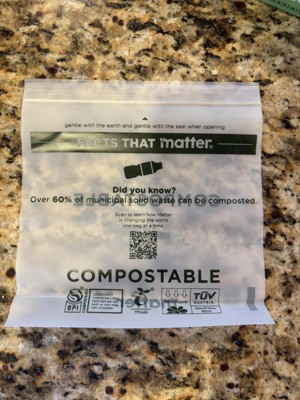 gentle with the earth and gentle with the seal when opening
FACTS THAT matter.
Did you know?
Over 60% of municipal solid waste can be composted.
Scan to learn how Matter
is changing the world
one bag at a time.
COMPOSTABLE
BPI
TÜV
AUSTRIA